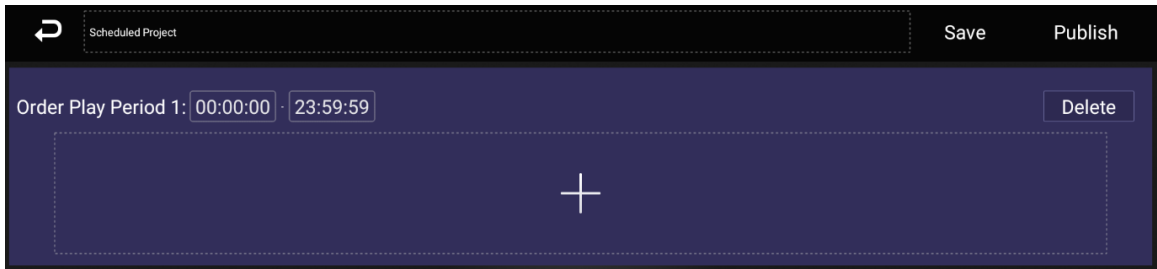 Scheduled Project
Save
Publish
Order Play Period 1: 00:00:00 - 23:59:59
Delete